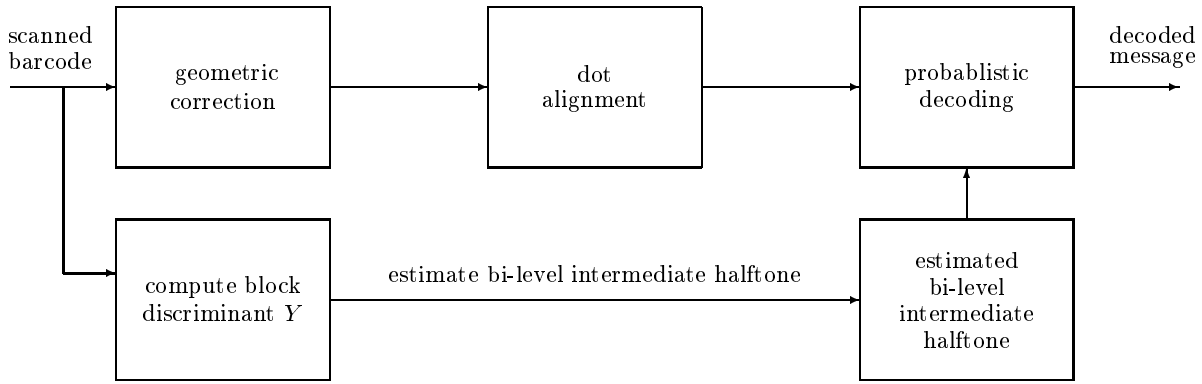 scanned
barcode
geometric
correction
dot
alignment
probablistic
decoding
decoded
message
compute block
discriminant Y
estimate bi-level intermediate halftone
estimated
bi-level
intermediate
halftone